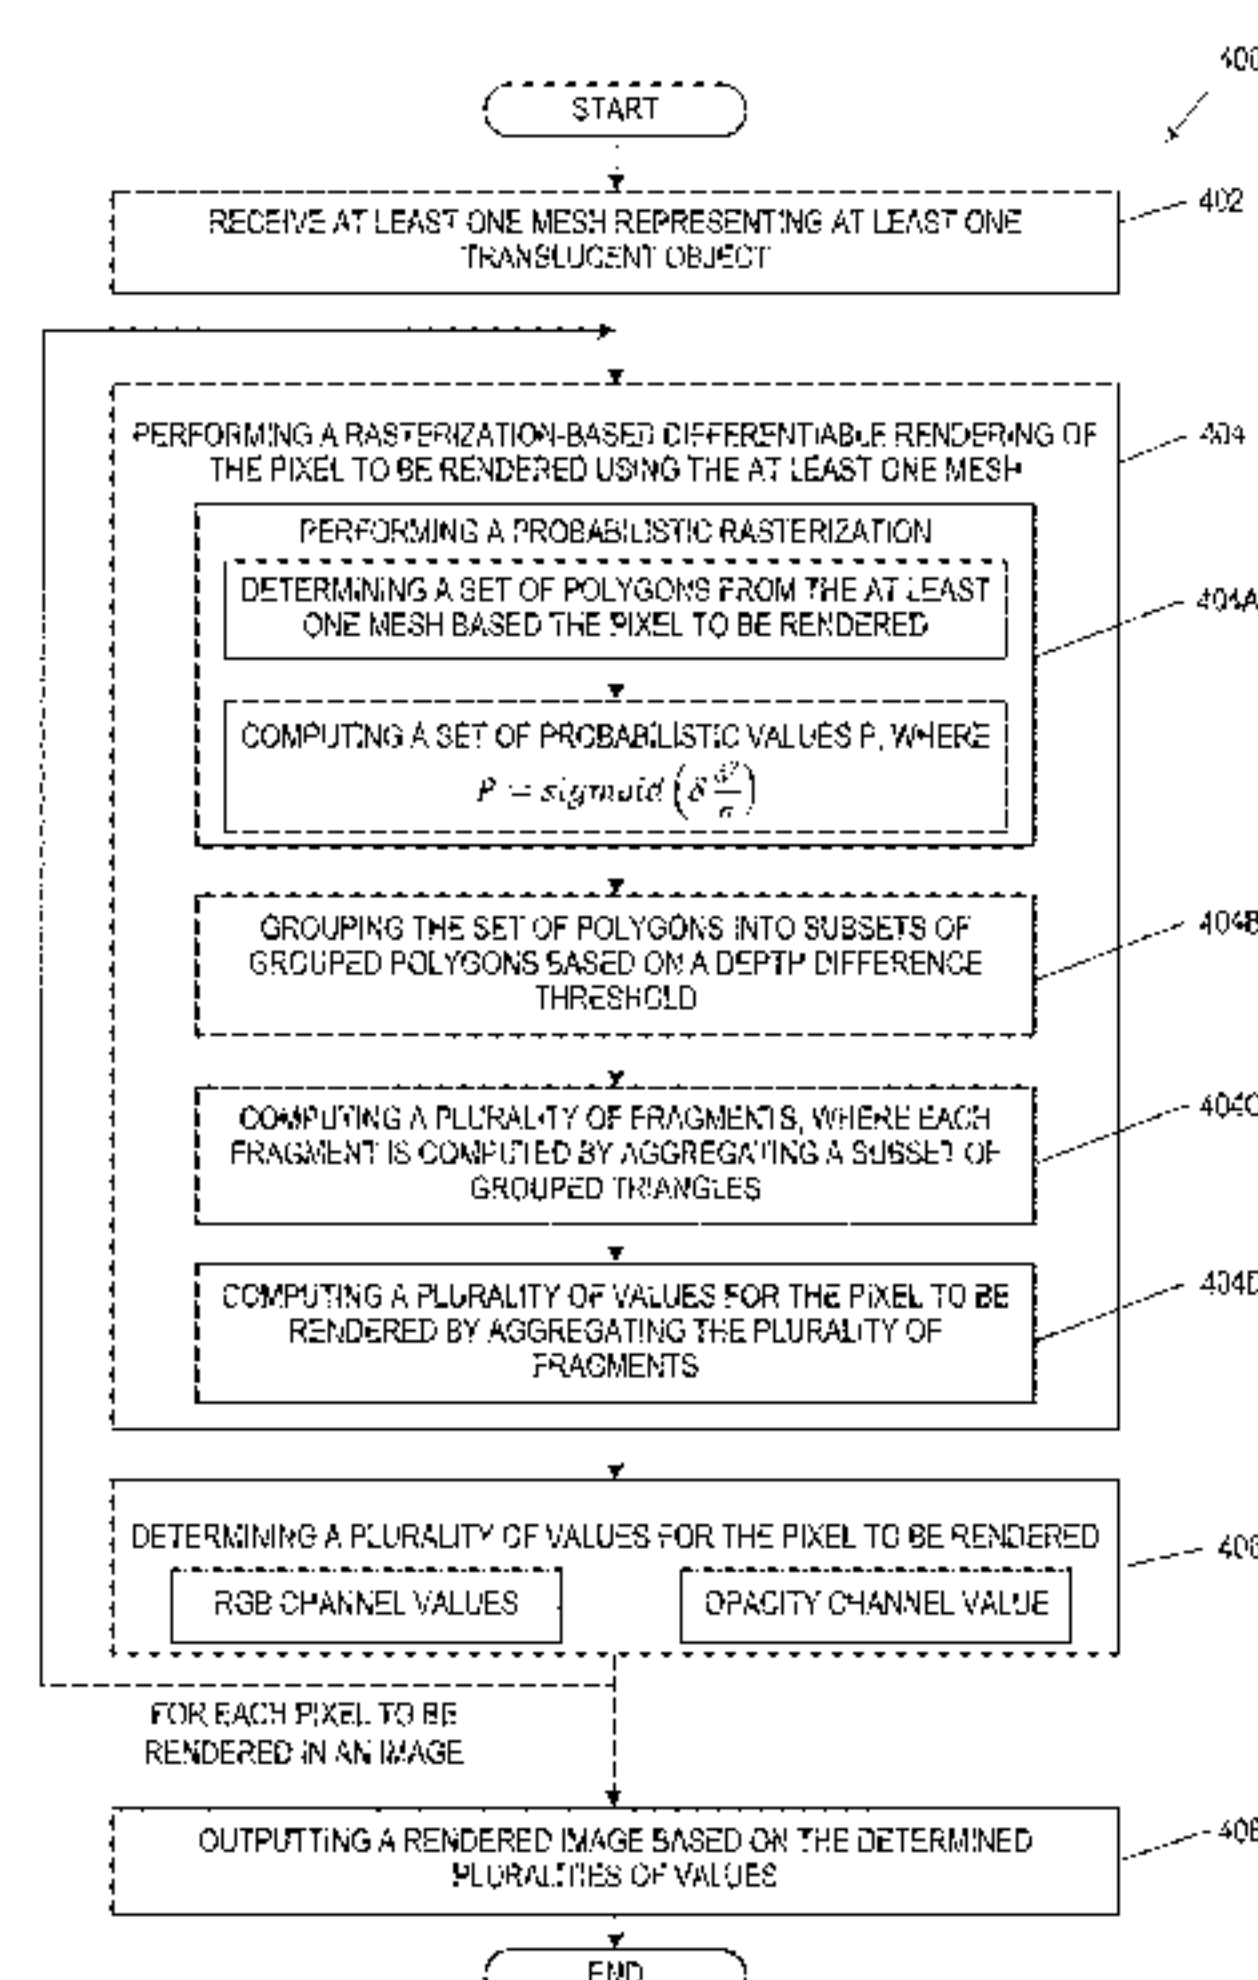 400
START
402
RECEIVE AT LEAST ONE MESH REPRESENTING AT LEAST ONE
TRANSLUCENT OBJECT
404
PERFORMING A RASTERIZATION-BASED DIFFERENTIABLE RENDERING OF
THE PIXEL TO BE RENDERED USING THE AT LEAST ONE MESH
PERFORMING A PROBABILISTIC RASTERIZATION
404A
DETERMINING A SET OF POLYGONS FROM THE AT LEAST
ONE MESH BASED THE PIXEL TO BE RENDERED
COMPUTING A SET OF PROBABILISTIC VALUES P, WHERE
P = sigmoid
404B
GROUPING THE SET OF POLYGONS INTO SUBSETS OF
GROUPED POLYGONS BASED ON A DEPTH DIFFERENCE
THRESHOLD
404C
COMPUTING A PLURALITY OF FRAGMENTS, WHERE EACH
FRAGMENT IS COMPUTED BY AGGREGATING A SUBSET OF
GROUPED TRIANGLES
404D
COMPUTING A PLURALITY OF VALUES FOR THE PIXEL TO BE
RENDERED BY AGGREGATING THE PLURALITY OF
FRAGMENTS
406
DETERMINING A PLURALITY OF VALUES FOR THE PIXEL TO BE RENDERED
RGB CHANNEL VALUES
OPACITY CHANNEL VALUE
FOR EACH PIXEL TO BE
RENDERED IN AN IMAGE
408
OUTPUTTING A RENDERED IMAGE BASED ON THE DETERMINED
PLURALITIES OF VALUES
END